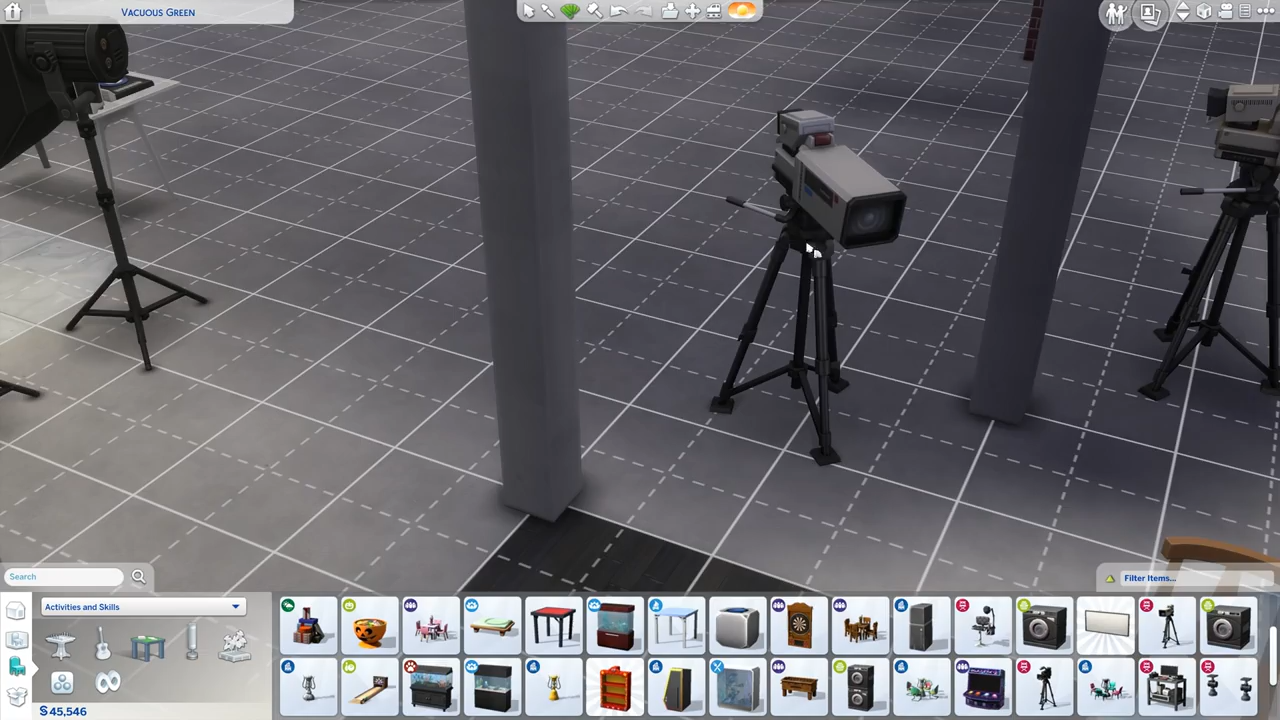 Vacuous Green
Search
Filter Items...
Activities and Skills
§45,546